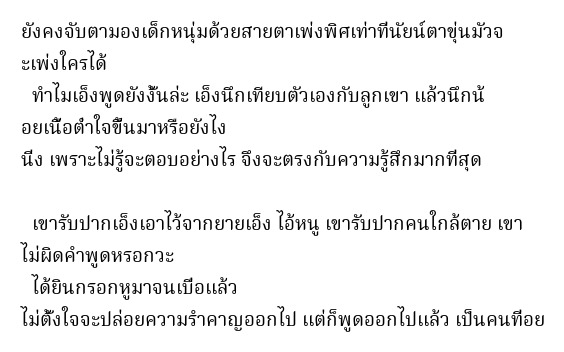 ยังคงจับตามองเด็กหนุ่มด้วยสายตาเพ่งพิศเท่าที่นัยน์ตาขุ่นมัวจ
ะเพ่งใครได้
ทำไมเอ็งพูดยังงั้นล่ะ เอ็งนึกเทียบตัวเองกับลูกเขา แล้วนึกน้
อยเนื้อต่ำใจขึ้นมาหรือยังไง
นิ่ง เพราะไม่รู้จะตอบอย่างไร จึงจะตรงกับความรู้สึกมากที่สุด
เขารับปากเอ็งเอาไว้จากยายเอ็ง ไอ้หนู เขารับปากคนใกล้ตาย เขา
ไม่ผิดคำพูดหรอกวะ
ได้ยินกรอกหูมาจนเบื่อแล้ว
ไม่ตั้งใจจะปล่อยความรำคาญออกไป แต่ก็พูดออกไปแล้ว เป็นคนที่อย